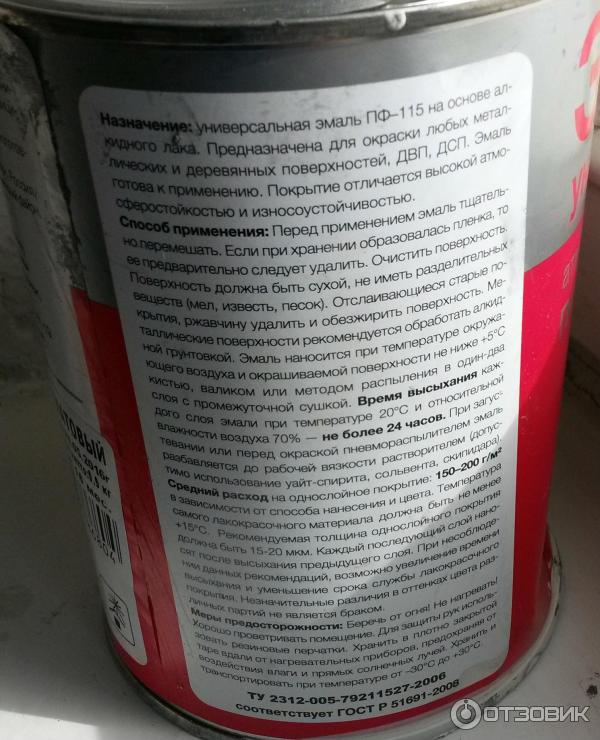 Назначение: универсальная эмаль ПФ–115 на основе ал-
кидного лака. Предназначена для окраски любых метал-
лических и деревянных поверхностей, ДВП, ДСП. Эмаль
готова к применению. Покрытие отличается высокой атмо-
сферостойкостью и износоустойчивостью.
Способ применения: Перед применением эмаль тщатель-
но перемешать. Если при хранении образовалась пленка, то
ее предварительно следует удалить. Очистить поверхность.
Поверхность должна быть сухой, не иметь разделительных
веществ (мел, известь, песок). Отслаивающиеся старые по-
крытия, ржавчину удалить и обезжирить поверхность. Ме-
таллические поверхности рекомендуется обработать алкид-
ной грунтовкой. Эмаль наносится при температуре окружа-
ющего воздуха и окрашиваемой поверхности не ниже +5°С
кистью, валиком или методом распыления в один-два
слоя с промежуточной сушкой. Время высыхания каж-
дого слоя эмали при температуре 20°С и относительной
влажности воздуха 70% — не более 24 часов. При загус-
тевании или перед окраской пневмораспылителем эмаль
разбавляется до рабочей вязкости растворителем (допус-
тимо использование уайт-спирита, сольвента, скипидара).
Средний расход на однослойное покрытие: 150–200 г/м²
в зависимости от способа нанесения и цвета. Температура
самого лакокрасочного материала должна быть не менее
+15°С. Рекомендуемая толщина однослойного покрытия
должна быть 15-20 мкм. Каждый последующий слой нано-
сят после высыхания предыдущего слоя. При несоблюде-
нии данных рекомендаций, возможно увеличение времени
высыхания и уменьшение срока службы лакокрасочного
покрытия. Незначительные различия в оттенках цвета раз-
личных партий не является браком.
Меры предосторожности: Беречь от огня! Не нагревать!
Хорошо проветривать помещение. Для защиты рук исполь-
зовать резиновые перчатки. Хранить в плотно закрытой
таре вдали от нагревательных приборов, предохраняя от
воздействия влаги и прямых солнечных лучей. Хранить и
транспортировать при температуре от –30°С до +30°С.
ТУ 2312-005-79211527-2006
соответствует ГОСТ Р 51691-2008
ОТЗОВИК